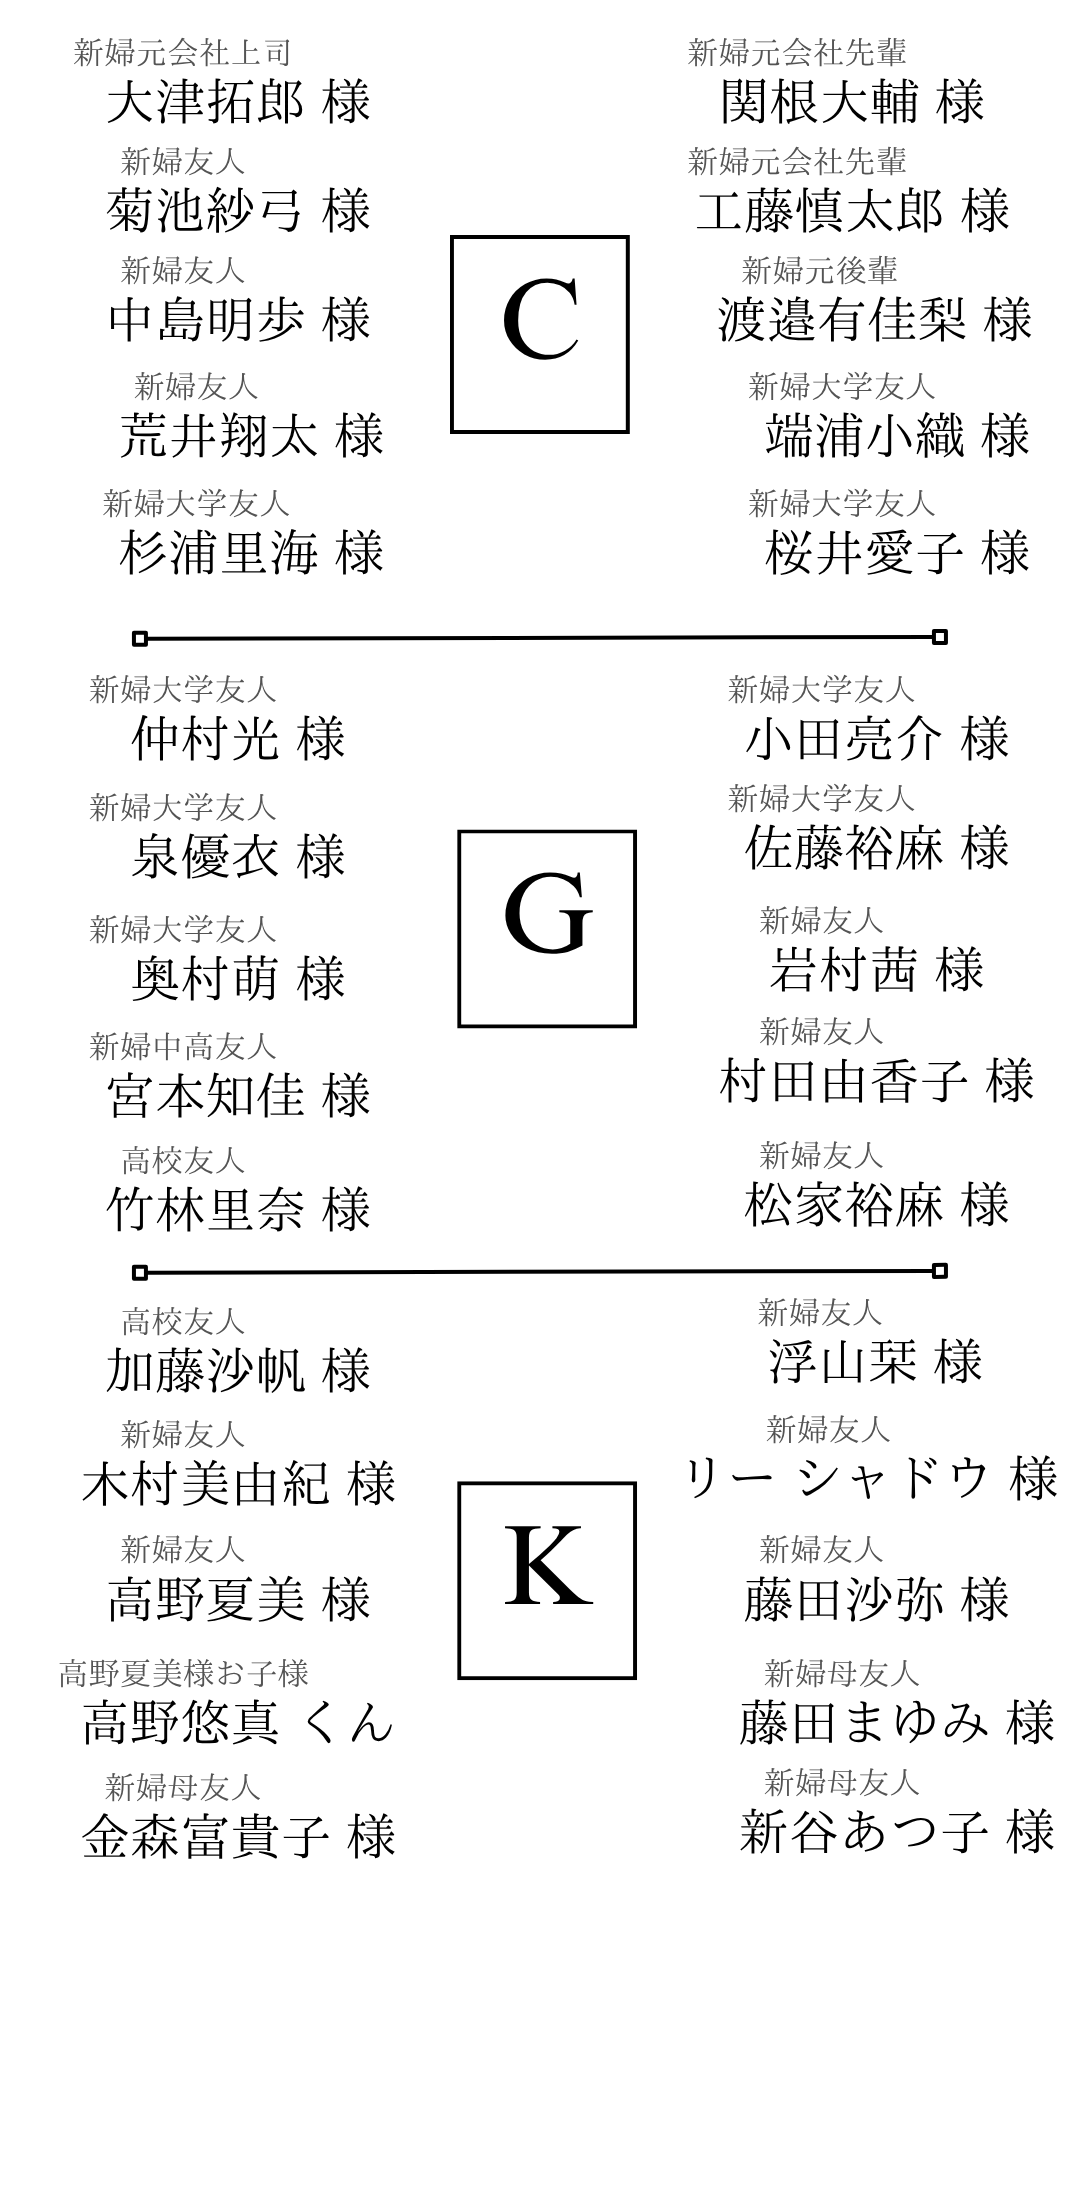 新婦元会社上司
大津拓郎 様
新婦友人
菊池紗弓 様
新婦友人
中島明歩 様
新婦友人
荒井翔太 様
新婦大学友人
杉浦里海 様
C
新婦元会社先輩
関根大輔 様
新婦元会社先輩
工藤慎太郎 様
新婦元後輩
渡邉有佳梨 様
新婦大学友人
端浦小織 様
新婦大学友人
桜井愛子 様
新婦大学友人
仲村光 様
新婦大学友人
泉優衣 様
新婦大学友人
奥村萌 様
新婦中高友人
宮本知佳 様
高校友人
竹林里奈 様
G
新婦大学友人
小田亮介 様
新婦大学友人
佐藤裕麻 様
新婦友人
岩村茜 様
新婦友人
村田由香子 様
新婦友人
松家裕麻 様
高校友人
加藤沙帆 様
新婦友人
木村美由紀 様
新婦友人
高野夏美 様
高野夏美様お子様
高野悠真 くん
新婦母友人
金森富貴子 様
K
新婦友人
浮山栞 様
新婦友人
リー シャドウ 様
新婦友人
藤田沙弥 様
新婦母友人
藤田まゆみ 様
新婦母友人
新谷あつ子 様